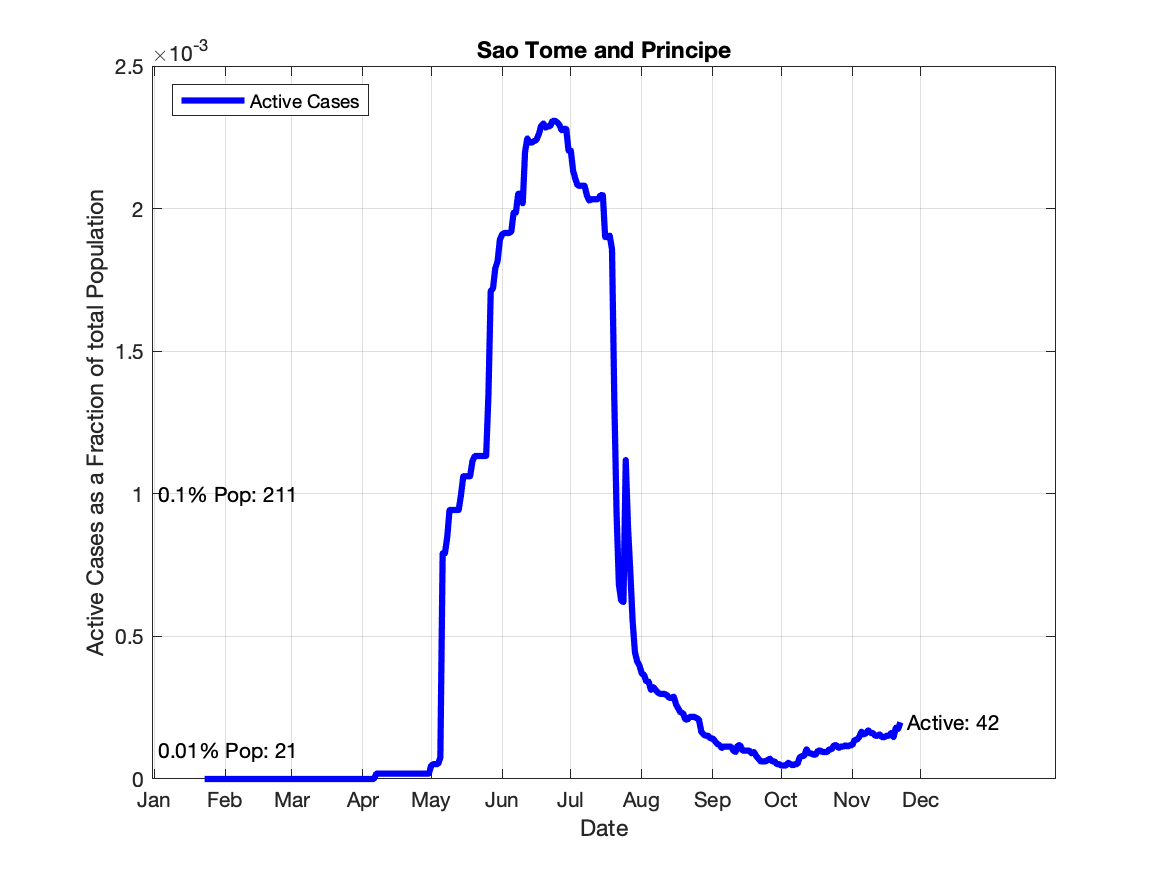 ×10-3
Sao Tome and Principe
2.5
Active Cases
2
1.5
1
0.1% Pop: 211
0.5
0.01% Pop: 21
Active: 42
0
Jan Feb Mar Apr May Jun Jul Aug Sep Oct Nov Dec
Date
Active Cases as a Fraction of total Population